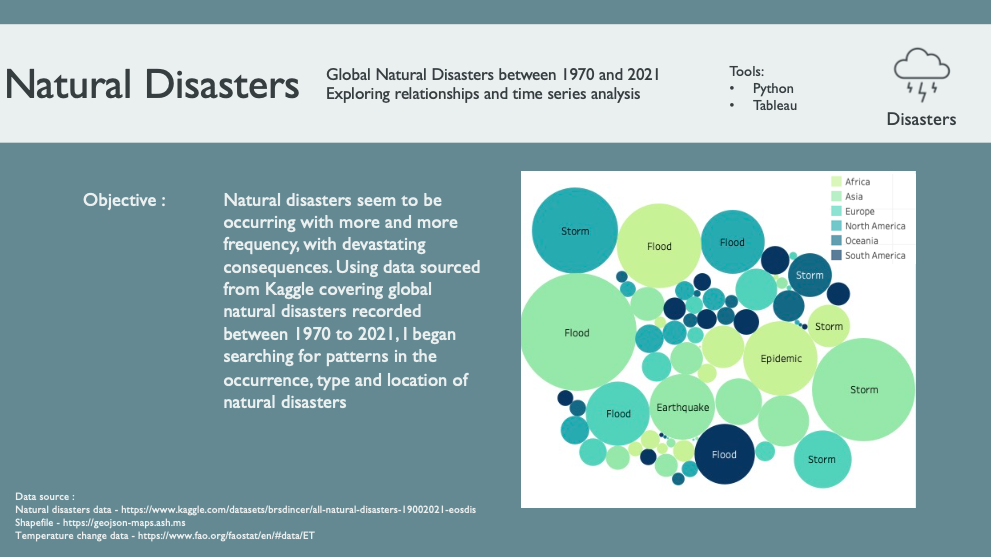 Natural Disasters
Global Natural Disasters between 1970 and 2021
Exploring relationships and time series analysis
Tools:
• Python
• Tableau
Disasters
Objective :
Natural disasters seem to be
occurring with more and more
frequency, with devastating
consequences. Using data sourced
from Kaggle covering global
natural disasters recorded
between 1970 to 2021, I began
searching for patterns in the
occurrence, type and location of
natural disasters
Africa
Asia
Europe
North America
Oceania
South America
Storm
Flood
Flood
Storm
Flood
Storm
Epidemic
Storm
Flood
Earthquake
Flood
Storm
Data source :
Natural disasters data - https://www.kaggle.com/datasets/brsdincer/all-natural-disasters-19002021-eosdis
Shapefile - https://geojson-maps.ash.ms
Temperature change data - https://www.fao.org/faostat/en/#data/ET